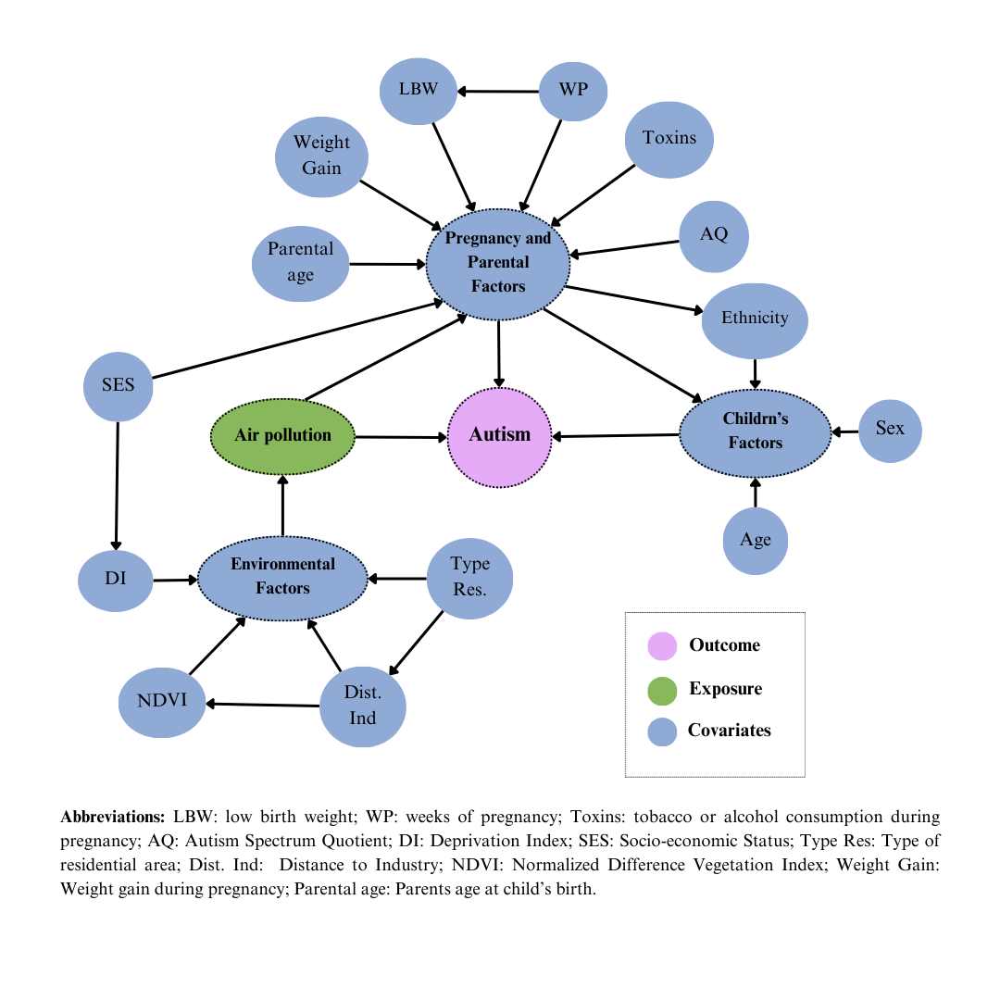 LBW
WP
Toxins
Weight
Gain
AQ
Pregnancy and
Parental
Factors
Parental
age
Ethnicity
SES
Air pollution
Autism
Childrn's
Factors
Sex
Age
DI
Environmental
Factors
Type
Res.
NDVI
Dist.
Ind
Outcome
Exposure
Covariates
Abbreviations: LBW: low birth weight; WP: weeks of pregnancy; Toxins: tobacco or alcohol consumption during
pregnancy; AQ: Autism Spectrum Quotient; DI: Deprivation Index; SES: Socio-economic Status; Type Res: Type of
residential area; Dist. Ind: Distance to Industry; NDVI: Normalized Difference Vegetation Index; Weight Gain:
Weight gain during pregnancy; Parental age: Parents age at child's birth.